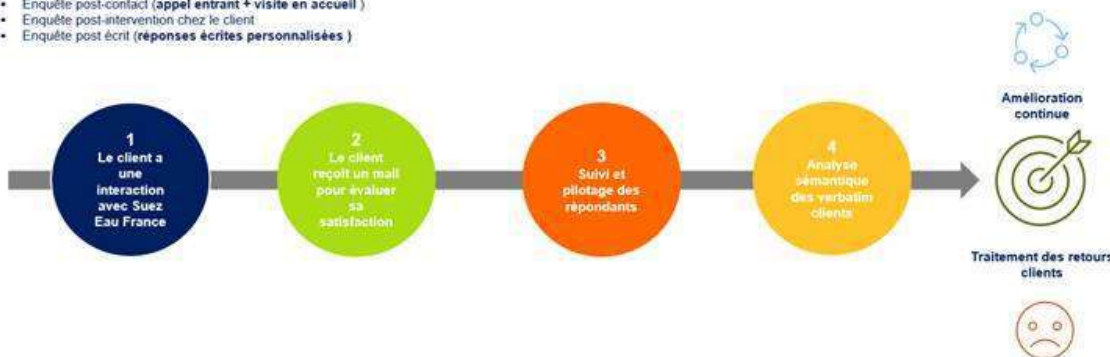 • Enquête post-contact (appel entrant + visite en accueil )
• Enquête post-intervention chez le client
• Enquête post écrit (réponses écrites personnalisées )
Amélioration
continue
1
Le client a
une
interaction
avec Suez
Eau France
2
Le client
reçoit un mail
pour évaluer
sa
satisfaction
3
Suivi et
pilotage des
répondants
4
Analyse
sémantique
des verbatim
clients
Traitement des retours
clients